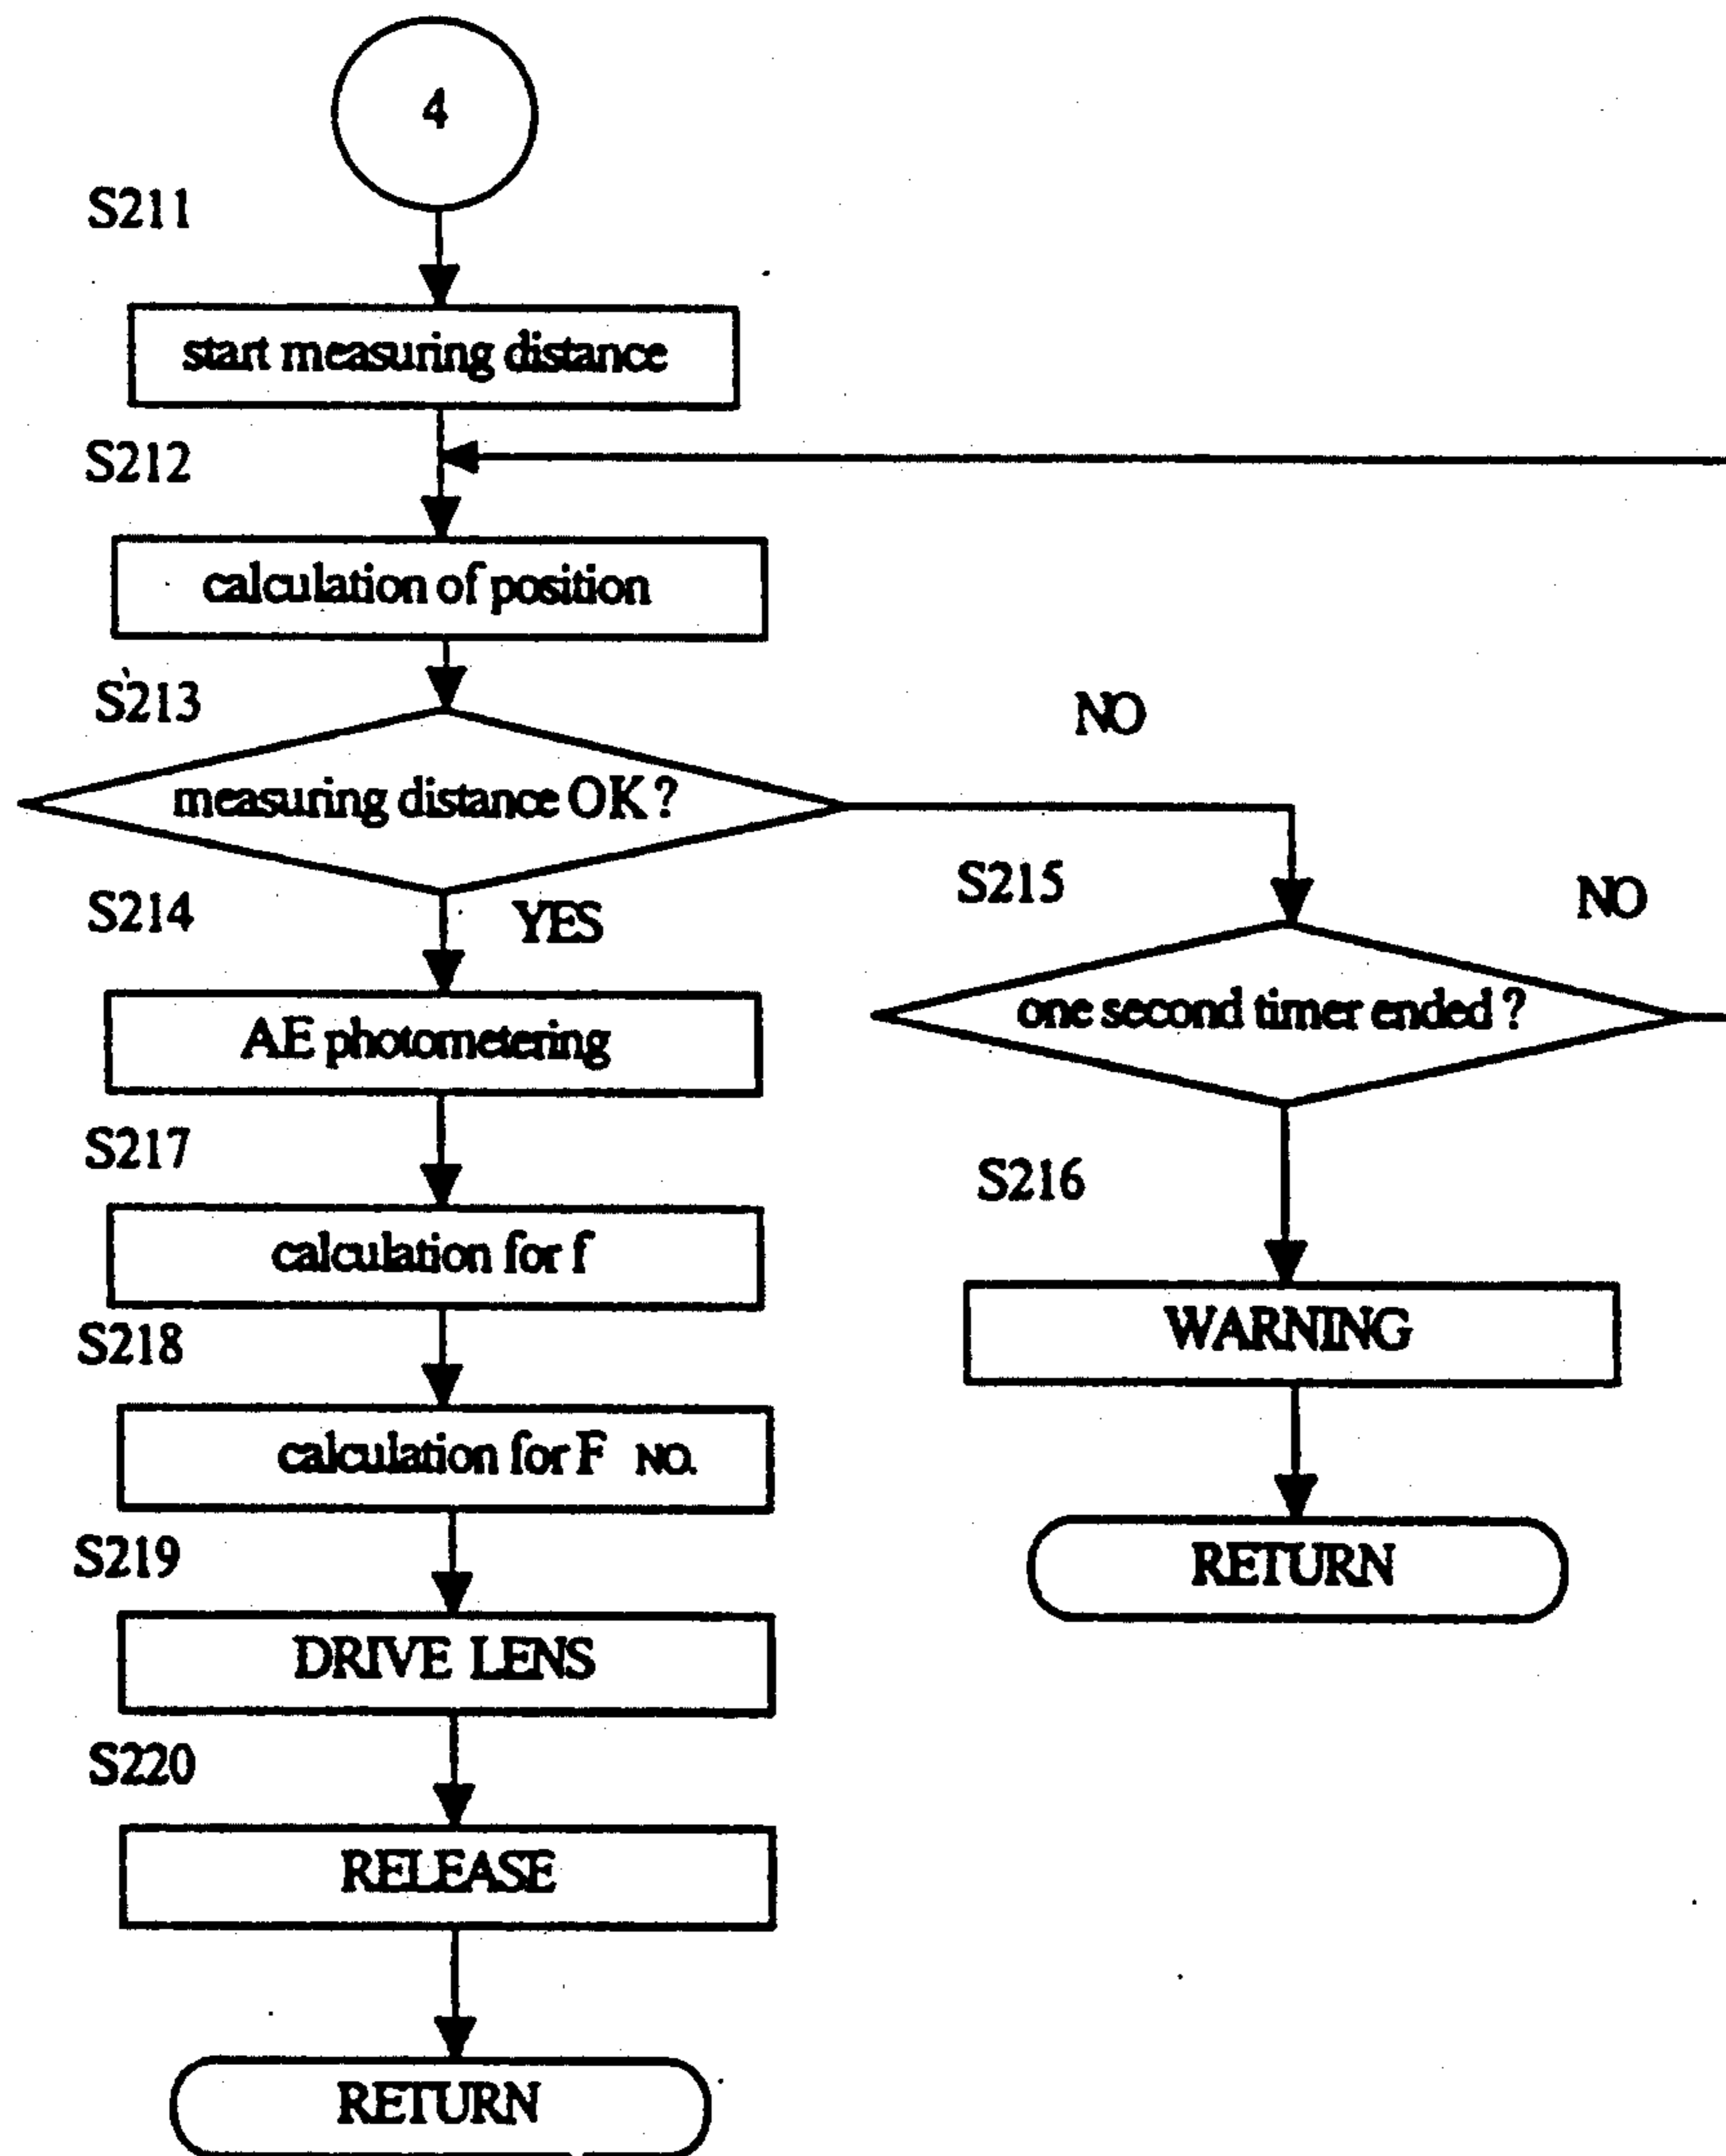 4
S211
start measuring distance
S212
calculation of position
S213
NO
measuring distance OK ?
S214
YES
S215
NO
one second timer ended ?
AE photometering
S217
S216
calculation for f
S218
WARNING
calculation for F NO.
S219
RETURN
DRIVE LENS
S220
RELEASE
RETURN